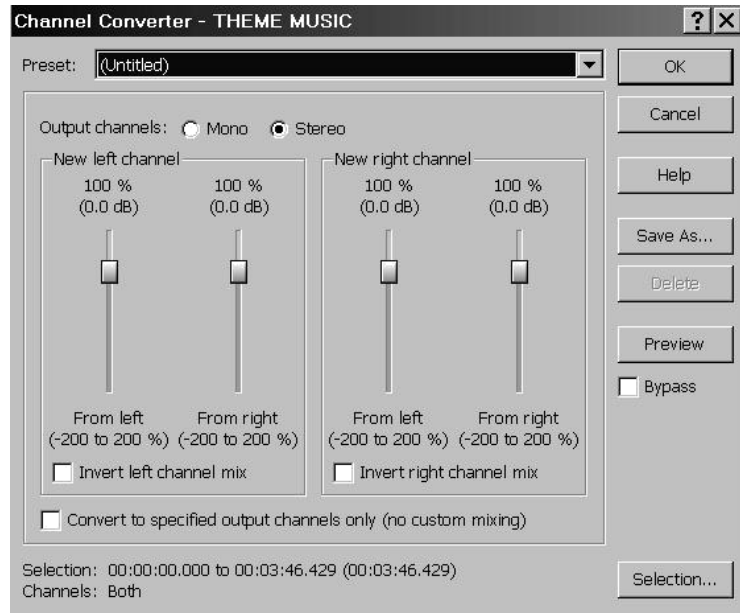 Channel Converter - THEME MUSIC
Preset: (Untitled)
OK
Output channels: Mono Stereo
Cancel
New left channel
100 % 100 %
(0.0 dB) (0.0 dB)
From left From right
(-200 to 200 %) (-200 to 200 %)
Invert left channel mix
New right channel
100 % 100 %
(0.0 dB) (0.0 dB)
From left From right
(-200 to 200 %) (-200 to 200 %)
Invert right channel mix
Help
Save As...
Delete
Preview
Bypass
Convert to specified output channels only (no custom mixing)
Selection: 00:00:00.000 to 00:03:46.429 (00:03:46.429)
Channels: Both
Selection...